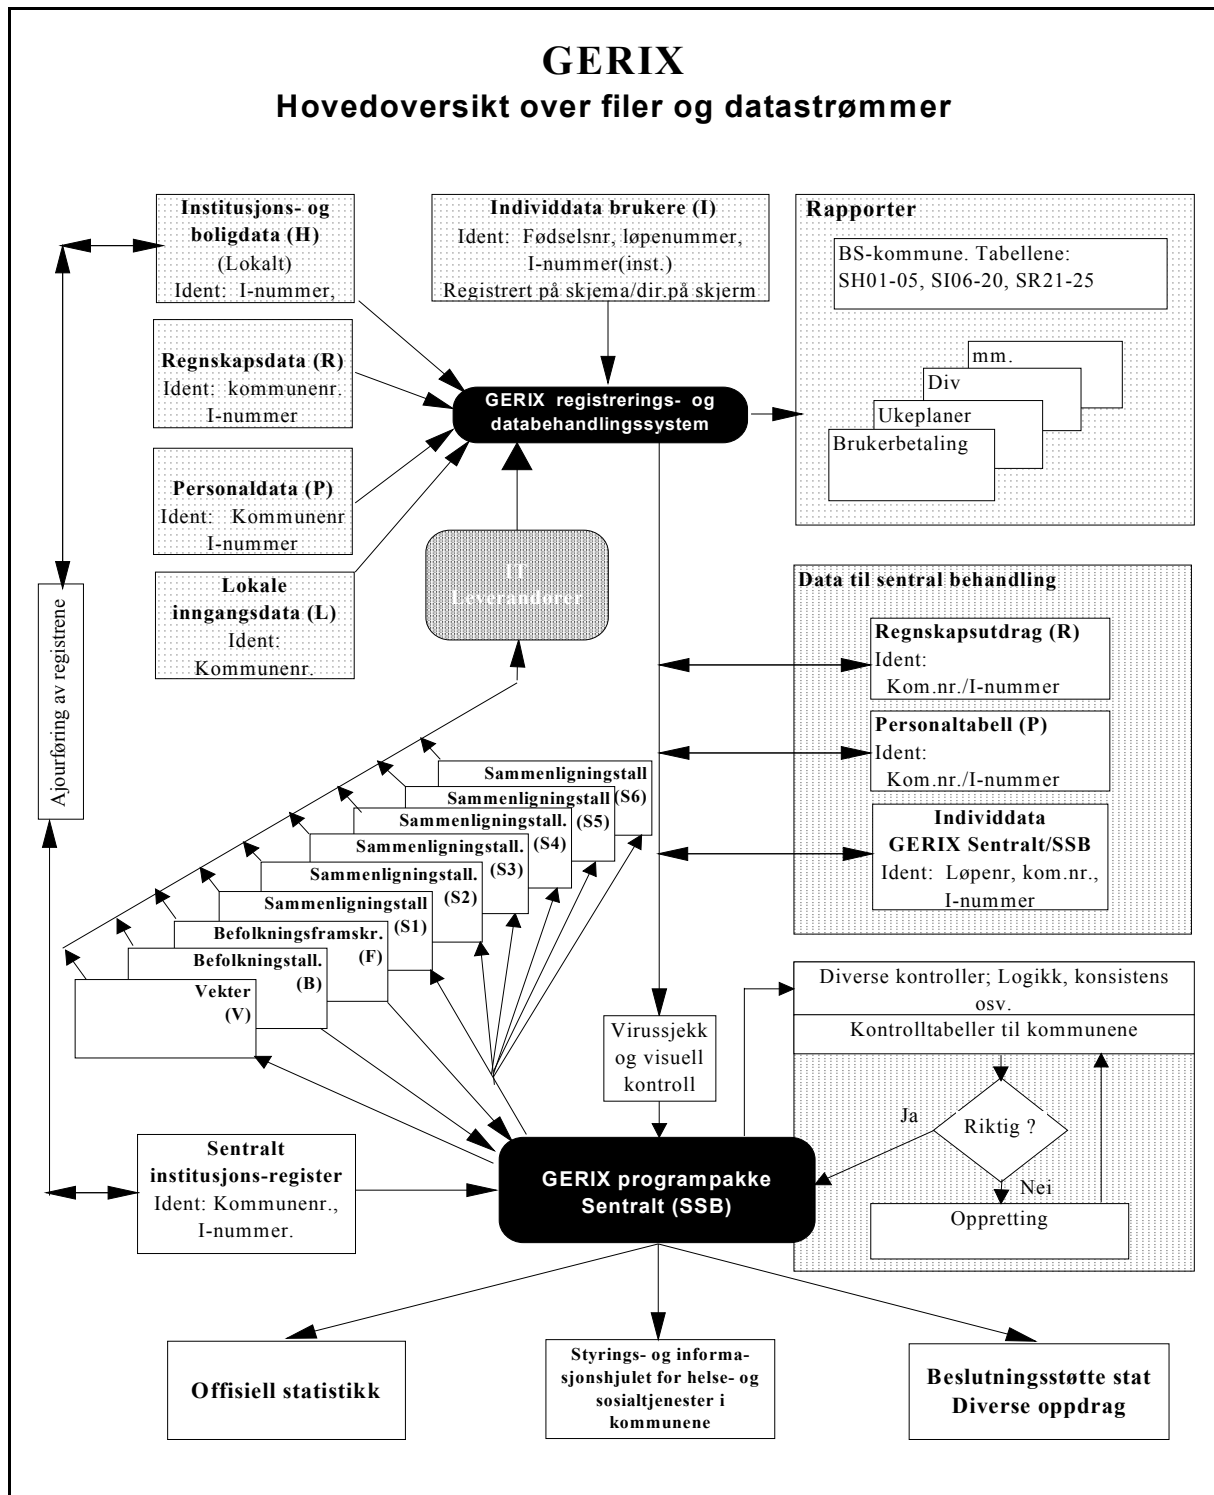 GERIX
Hovedoversikt over filer og datastrømmer
Institusjons- og
boligdata (H)
(Lokalt)
Ident: I-nummer,
Individdata brukere (I)
Ident: Fødselsnr, løpenummer,
I-nummer(inst.)
Registrert på skjema/dir.på skjerm
Rapporter
BS-kommune. Tabellene:
SH01-05, SI06-20, SR21-25
mm.
Div
Ukeplaner
Brukerbetaling
Regnskapsdata (R)
Ident: kommunenr.
I-nummer
GERIX registrerings- og
databehandlingssystem
Personaldata (P)
Ident: Kommunenr
I-nummer
IT
Leverandører
Lokale
inngangsdata (L)
Ident:
Kommunenr.
Ajourføring av registrene
Data til sentral behandling
Regnskapsutdrag (R)
Ident:
Kom.nr./I-nummer
Personaltabell (P)
Ident:
Kom.nr./I-nummer
Individdata
GERIX Sentralt/SSB
Ident: Løpenr, kom.nr.,
I-nummer
Sammenligningstall
(S6)
Sammenligningstall
(S5)
Sammenligningstall.
(S4)
Sammenligningstall.
(S3)
Sammenligningstall.
(S2)
Sammenligningstall
(S1)
Befolkningsframskr.
(F)
Befolkningstall.
(B)
Vekter
(V)
Virussjekk
og visuell
kontroll
Diverse kontroller; Logikk, konsistens
osv.
Kontrolltabeller til kommunene
Ja
Riktig ?
Nei
Oppretting
Sentralt
institusjons-register
Ident: Kommunenr.,
I-nummer.
GERIX programpakke
Sentralt (SSB)
Offisiell statistikk
Styrings- og informa-
sjonshjulet for helse- og
sosialtjenester i
kommunene
Beslutningsstøtte stat
Diverse oppdrag